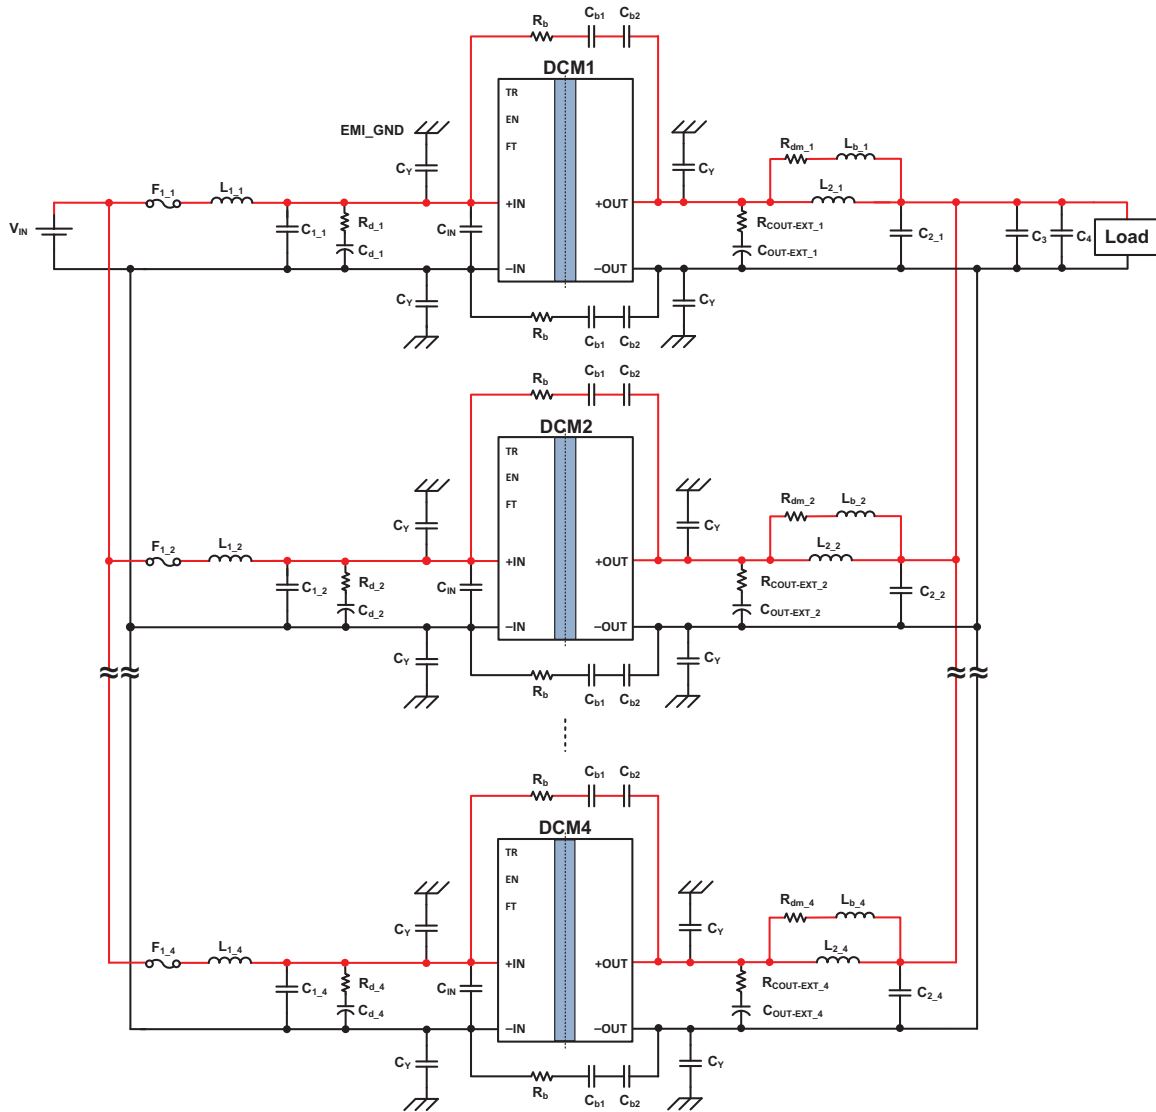 Rb Cb1 Cb2
DCM1
TR
EN
FT
EMI_GND
CY
CY
F1_1
L1_1
Rdm_1
Lb_1
L2_1
VIN
+IN
+OUT
C1_1
Rd_1
Cd_1
CIN
RCOUT-EXT_1
COUT-EXT_1
C2_1
C3
C4
Load
–IN
–OUT
CY
CY
Rb Cb1 Cb2
Rb Cb1 Cb2
DCM2
TR
EN
FT
CY
CY
F1_2
L1_2
Rdm_2
Lb_2
L2_2
+IN
+OUT
C1_2
Rd_2
Cd_2
CIN
RCOUT-EXT_2
COUT-EXT_2
C2_2
–IN
–OUT
CY
CY
Rb Cb1 Cb2
Rb Cb1 Cb2
DCM4
TR
EN
FT
CY
CY
F1_4
L1_4
Rdm_4
Lb_4
L2_4
+IN
+OUT
C1_4
Rd_4
Cd_4
CIN
RCOUT-EXT_4
COUT-EXT_4
C2_4
–IN
–OUT
CY
CY
Rb Cb1 Cb2